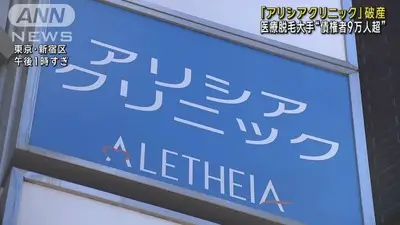 ANN
NEWS
東京・新宿区
午後1時すぎ
「アリシアクリニック」破産
医療脱毛大手“債権者9万人超”
アリシア
クリニック
ALETHEIA